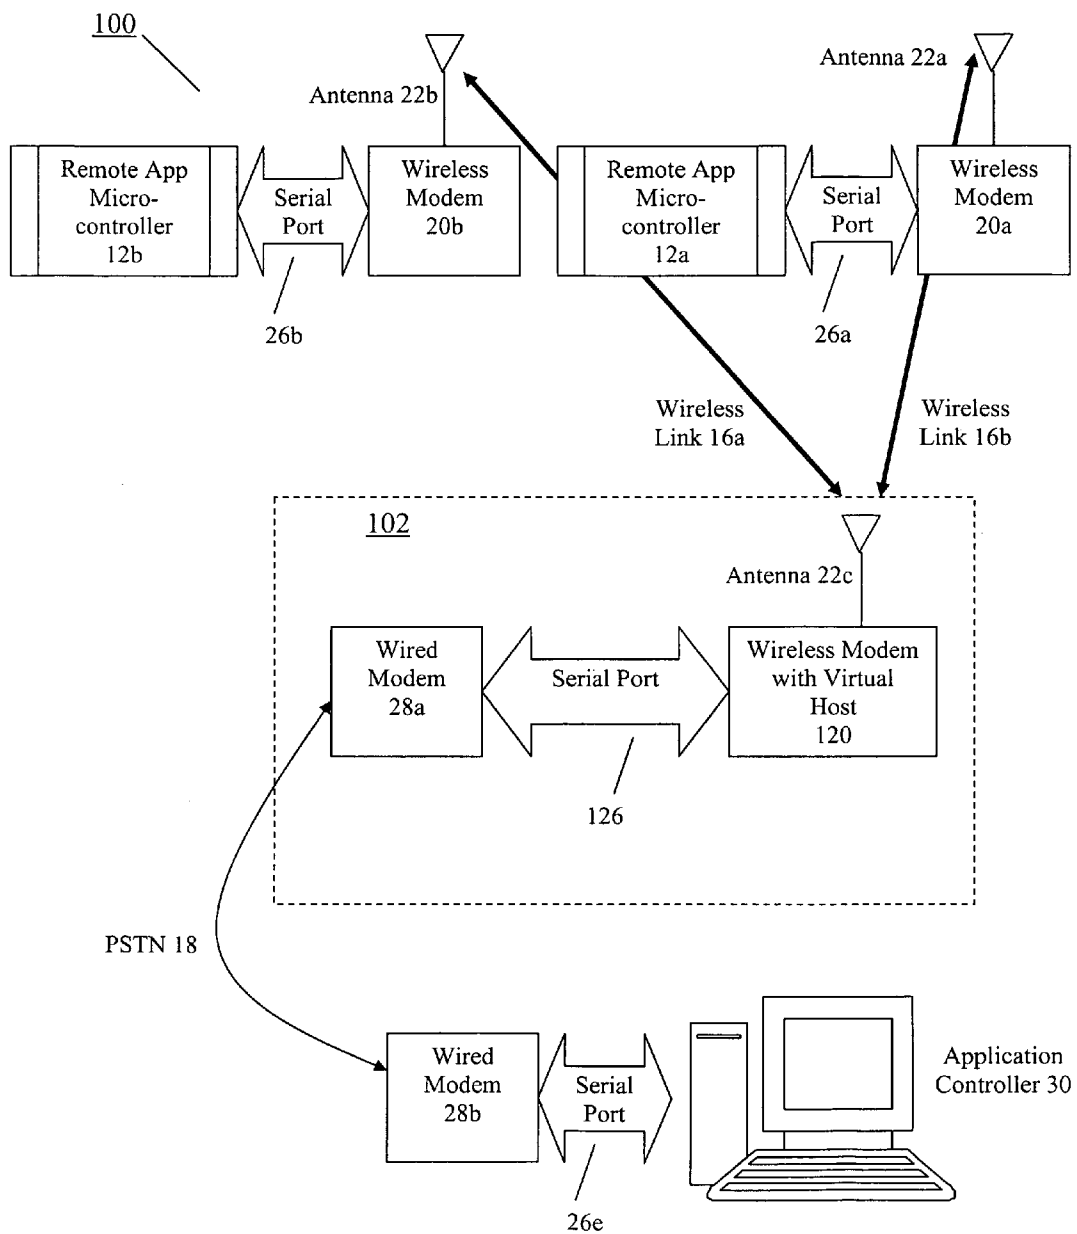 100
Antenna 22b
Antenna 22a
Remote App
Micro-
controller
12b
Serial
Port
Wireless
Modem
20b
Remote App
Micro-
controller
12a
Serial
Port
Wireless
Modem
20a
26b
26a
Wireless
Link 16a
Wireless
Link 16b
102
Antenna 22c
Wired
Modem
28a
Serial Port
Wireless Modem
with Virtual
Host
120
126
PSTN 18
Wired
Modem
28b
Serial
Port
Application
Controller 30
26e